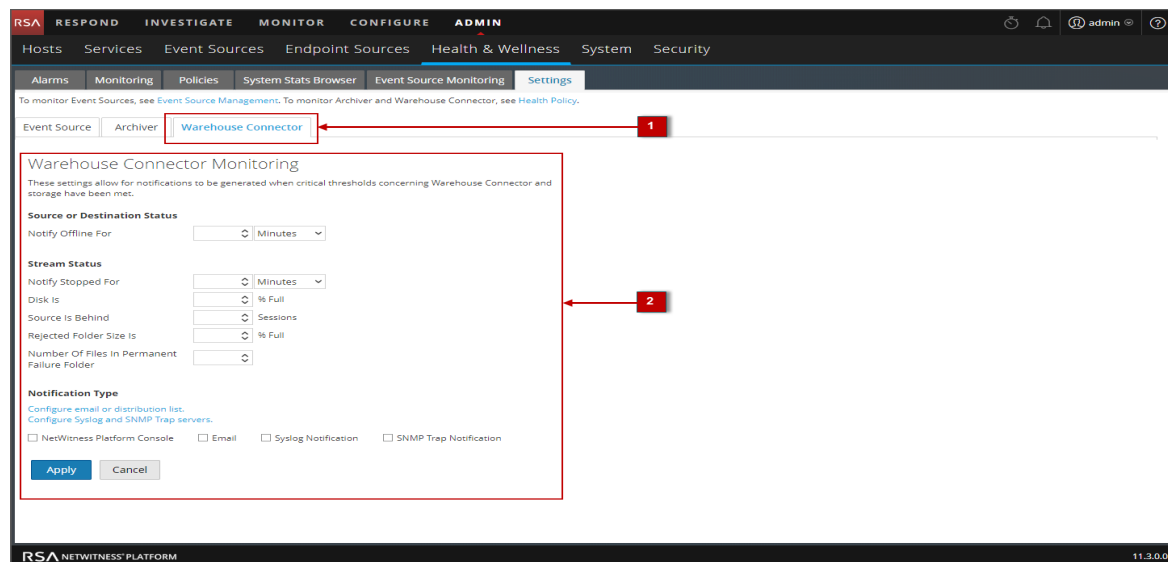 RSA RESPOND INVESTIGATE MONITOR CONFIGURE ADMIN admin
Hosts Services Event Sources Endpoint Sources Health & Wellness System Security
Alarms Monitoring Policies System Stats Browser Event Source Monitoring Settings
To monitor Event Sources, see Event Source Management. To monitor Archiver and Warehouse Connector, see Health Policy.
Event Source Archiver Warehouse Connector 1
Warehouse Connector Monitoring
These settings allow for notifications to be generated when critical thresholds concerning Warehouse Connector and
storage have been met.
Source or Destination Status
Notify Offline For Minutes
Stream Status
Notify Stopped For Minutes
Disk Is % Full 2
Source Is Behind Sessions
Rejected Folder Size Is % Full
Number Of Files In Permanent
Failure Folder
Notification Type
Configure email or distribution list.
Configure Syslog and SNMP Trap servers.
NetWitness Platform Console Email Syslog Notification SNMP Trap Notification
Apply Cancel
RSA NETWITNESS® PLATFORM 11.3.0.0